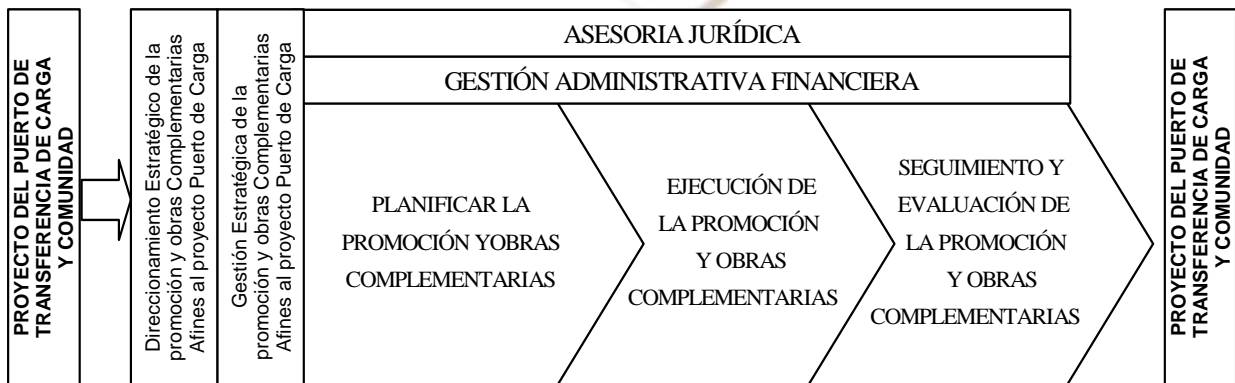 PROYECTO DEL PUERTO DE
TRANSFERENCIA DE CARGA
Y COMUNIDAD
Direccionamiento Estratégico de la
promoción y obras Complementarias
Afines al proyecto Puerto de Carga
Gestión Estratégica de la
promoción y obras Complementarias
Afines al proyecto Puerto de Carga
ASESORIA JURÍDICA
GESTIÓN ADMINISTRATIVA FINANCIERA
PLANIFICAR LA
PROMOCIÓN YOBRAS
COMPLEMENTARIAS
EJECUCIÓN DE
LA PROMOCIÓN
Y OBRAS
COMPLEMENTARIAS
SEGUIMIENTO Y
EVALUACIÓN DE
LA PROMOCIÓN
Y OBRAS
COMPLEMENTARIAS
PROYECTO DEL PUERTO DE
TRANSFERENCIA DE CARGA
Y COMUNIDAD